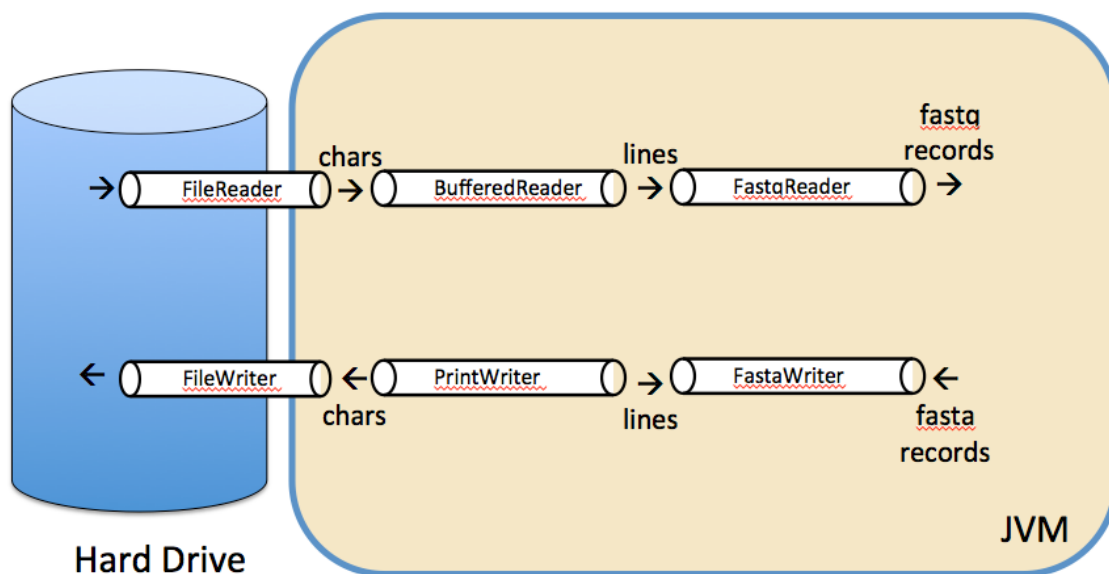 fastq
records
chars
lines
FileReader
BufferedReader
FastqReader
FileWriter
PrintWriter
FastaWriter
chars
lines
fasta
records
JVM
Hard Drive